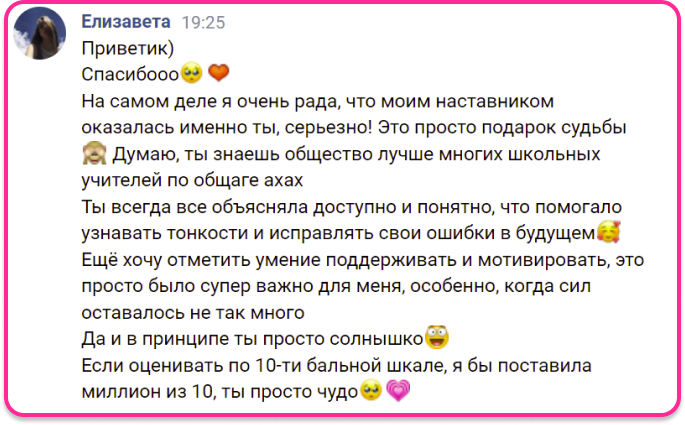 Елизавета 19:25
Приветик)
Спасибооо🥺 ❤
На самом деле я очень рада, что моим наставником
оказалась именно ты, серьезно! Это просто подарок судьбы
🙈 Думаю, ты знаешь общество лучше многих школьных
учителей по общаге ахах
Ты всегда все объясняла доступно и понятно, что помогало
узнавать тонкости и исправлять свои ошибки в будущем🥰
Ещё хочу отметить умение поддерживать и мотивировать, это
просто было супер важно для меня, особенно, когда сил
оставалось не так много
Да и в принципе ты просто солнышко😄
Если оценивать по 10-ти бальной шкале, я бы поставила
миллион из 10, ты просто чудо🥺 💗